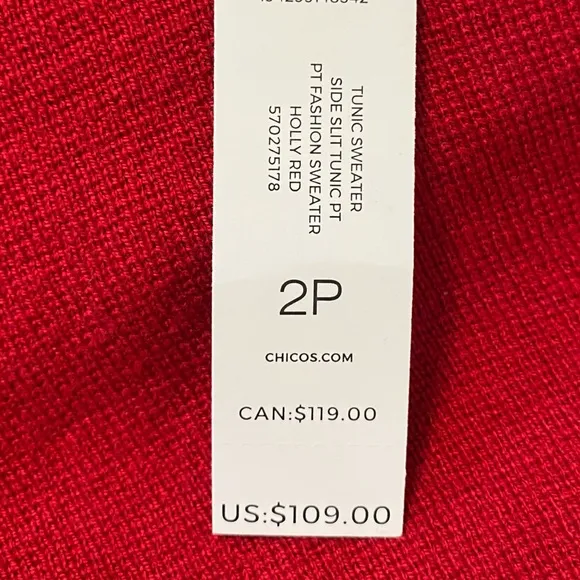 TUNIC SWEATER
SIDE SLIT TUNIC PT
PT FASHION SWEATER
HOLLY RED
570275178
2P
CHICOS.COM
CAN:$119.00
US:$109.00